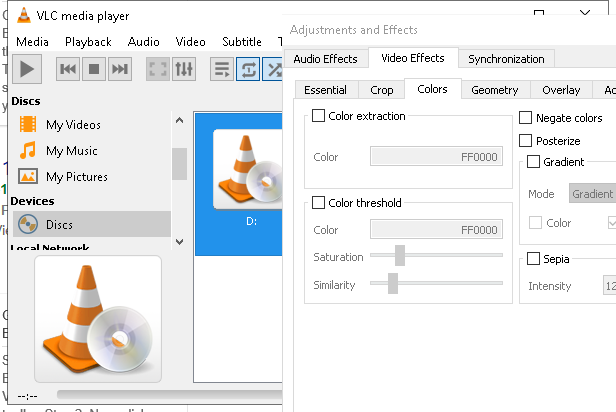 VLC media player
Media Playback Audio Video Subtitle
Discs
My Videos
My Music
My Pictures
Devices
Discs
Local Network
D:
--:--
Adjustments and Effects
Audio Effects Video Effects Synchronization
Essential Crop Colors Geometry Overlay
Color extraction
Color FF0000
Color threshold
Color FF0000
Saturation
Similarity
Negate colors
Posterize
Gradient
Mode Gradient
Color
Sepia
Intensity 12